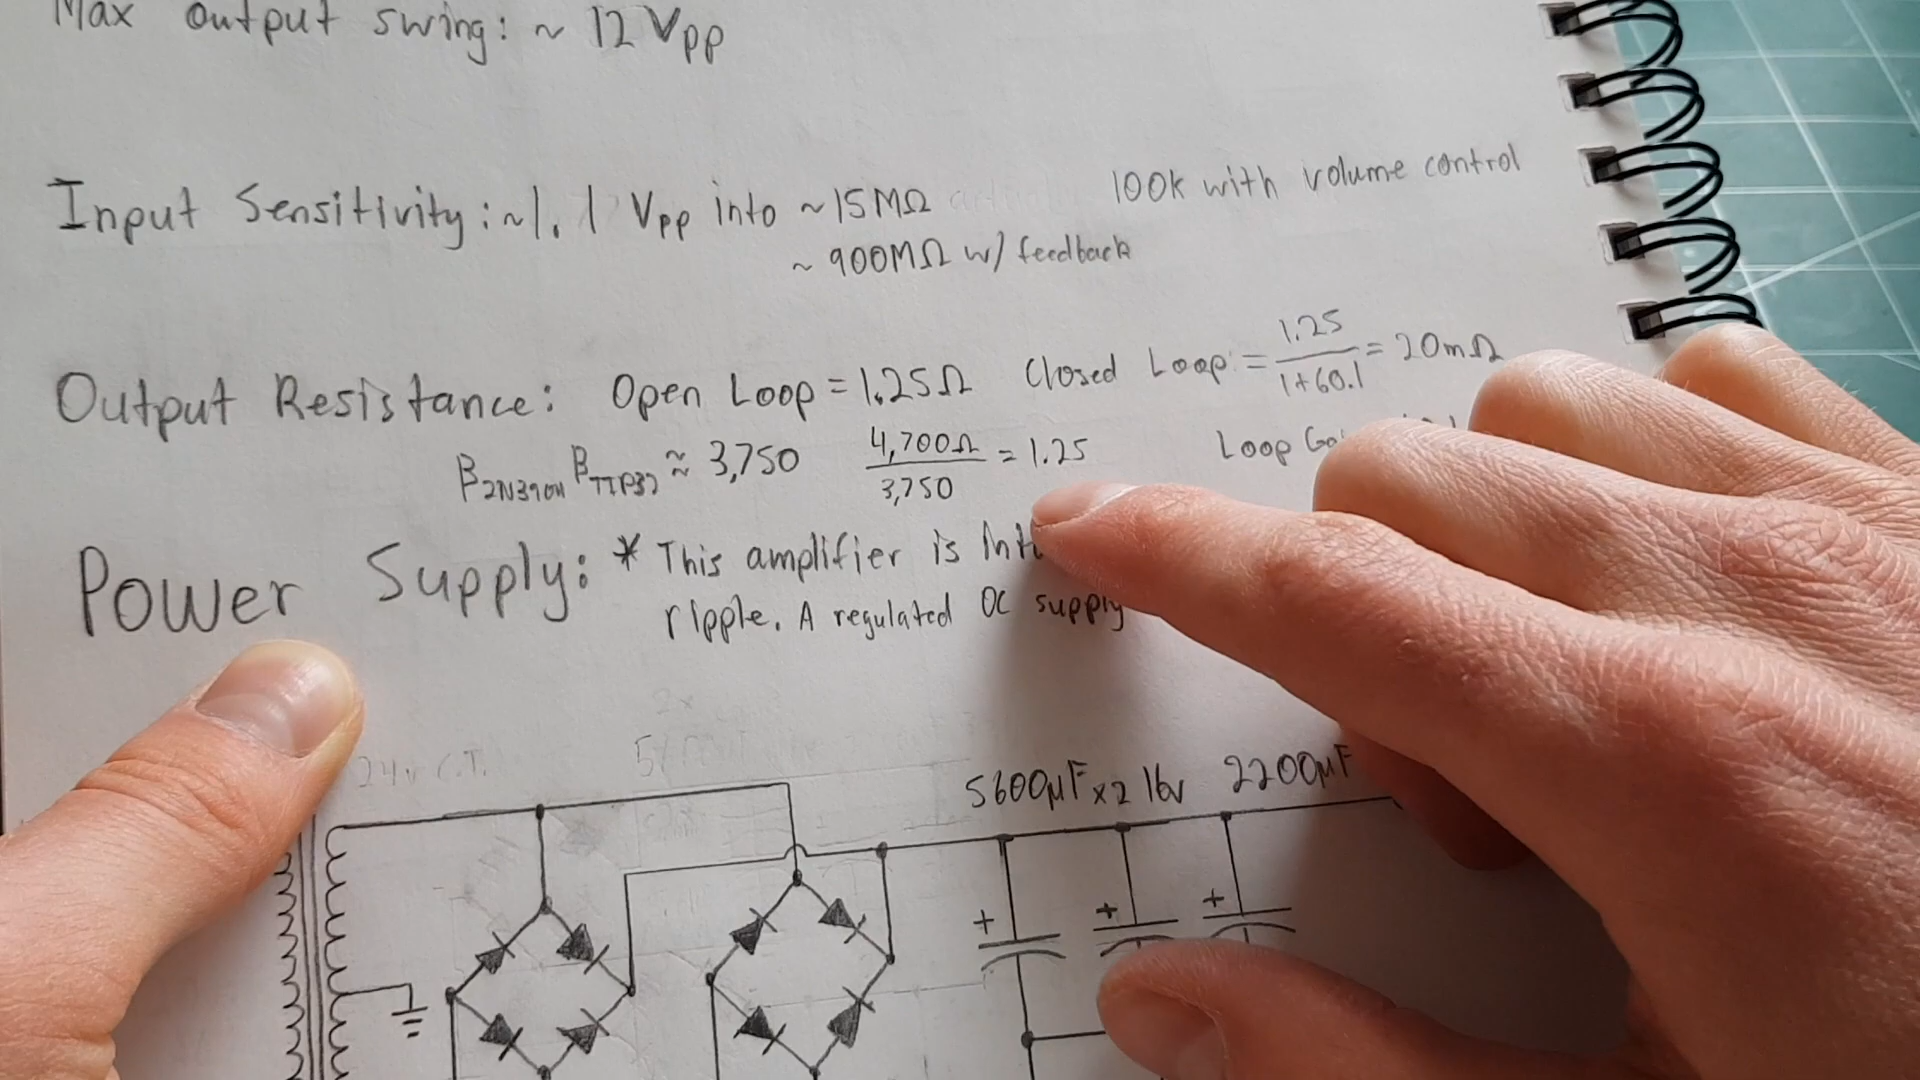 Max output swing: ~ 12 Vpp
Input Sensitivity: ~1.1 Vpp into ~15MΩ 100k with volume control
~ 900MΩ w/ feedback
Output Resistance: Open Loop = 1.25Ω Closed Loop: = 1.25 / 1+60.1 = 20mΩ
β2N3904 βTIP32 ≈ 3,750 4,700Ω / 3,750 = 1.25 Loop
Power Supply: * This amplifier is
ripple. A regulated DC supply
2x
24v C.T.
5600µF x2 16v 2200µF
+ + +